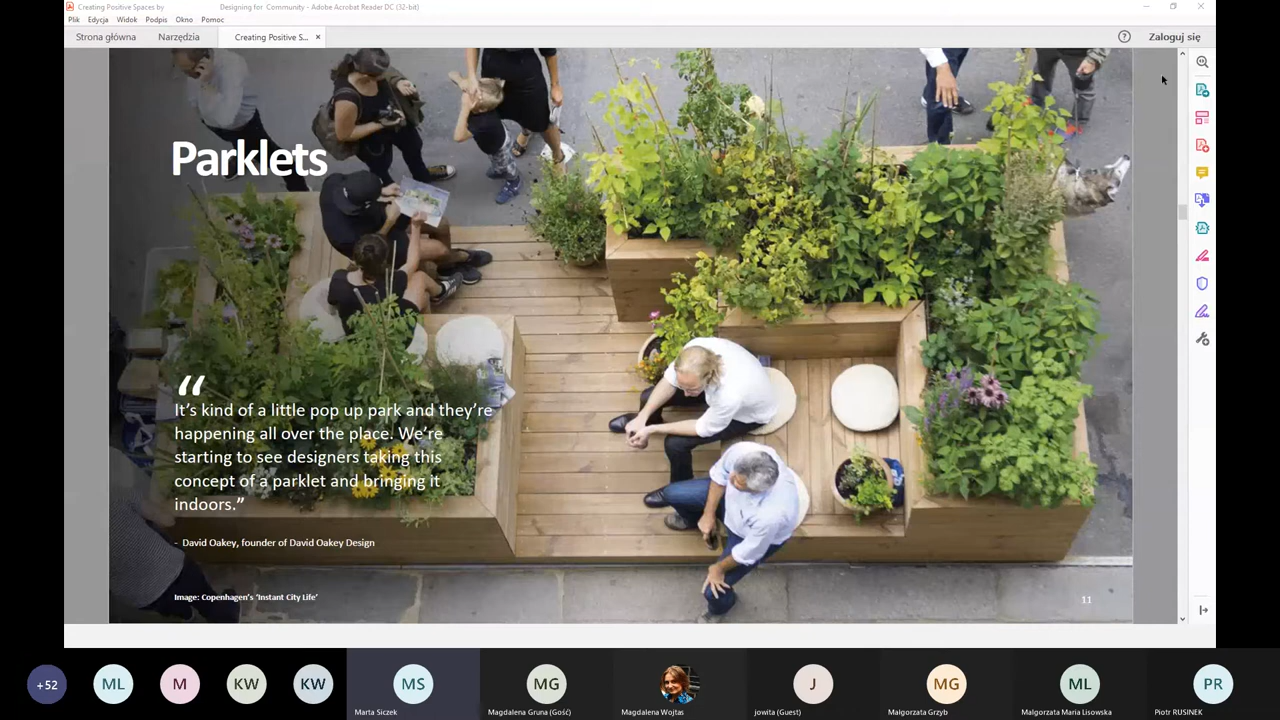 Creating Positive Spaces by Designing for Community - Adobe Acrobat Reader DC (32-bit)
Plik Edycja Widok Podpis Okno Pomoc
Strona główna Narzędzia Creating Positive S... × Zaloguj się
Parklets
“
It’s kind of a little pop up park and they’re
happening all over the place. We’re
starting to see designers taking this
concept of a parklet and bringing it
indoors.”
- David Oakey, founder of David Oakey Design
Image: Copenhagen’s ‘Instant City Life’
11
+52 ML M KW KW MS MG J MG ML PR
Marta Siczek Magdalena Gruna (Gość) Magdalena Wojtas jowita (Guest) Malgorzata Grzyb Malgorzata Maria Lisowska Piotr RUSINEK